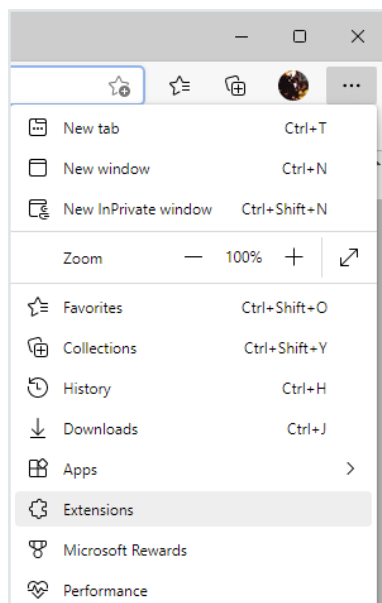 New tab Ctrl+T
New window Ctrl+N
New InPrivate window Ctrl+Shift+N
Zoom — 100% +
Favorites Ctrl+Shift+O
Collections Ctrl+Shift+Y
History Ctrl+H
Downloads Ctrl+J
Apps
Extensions
Microsoft Rewards
Performance